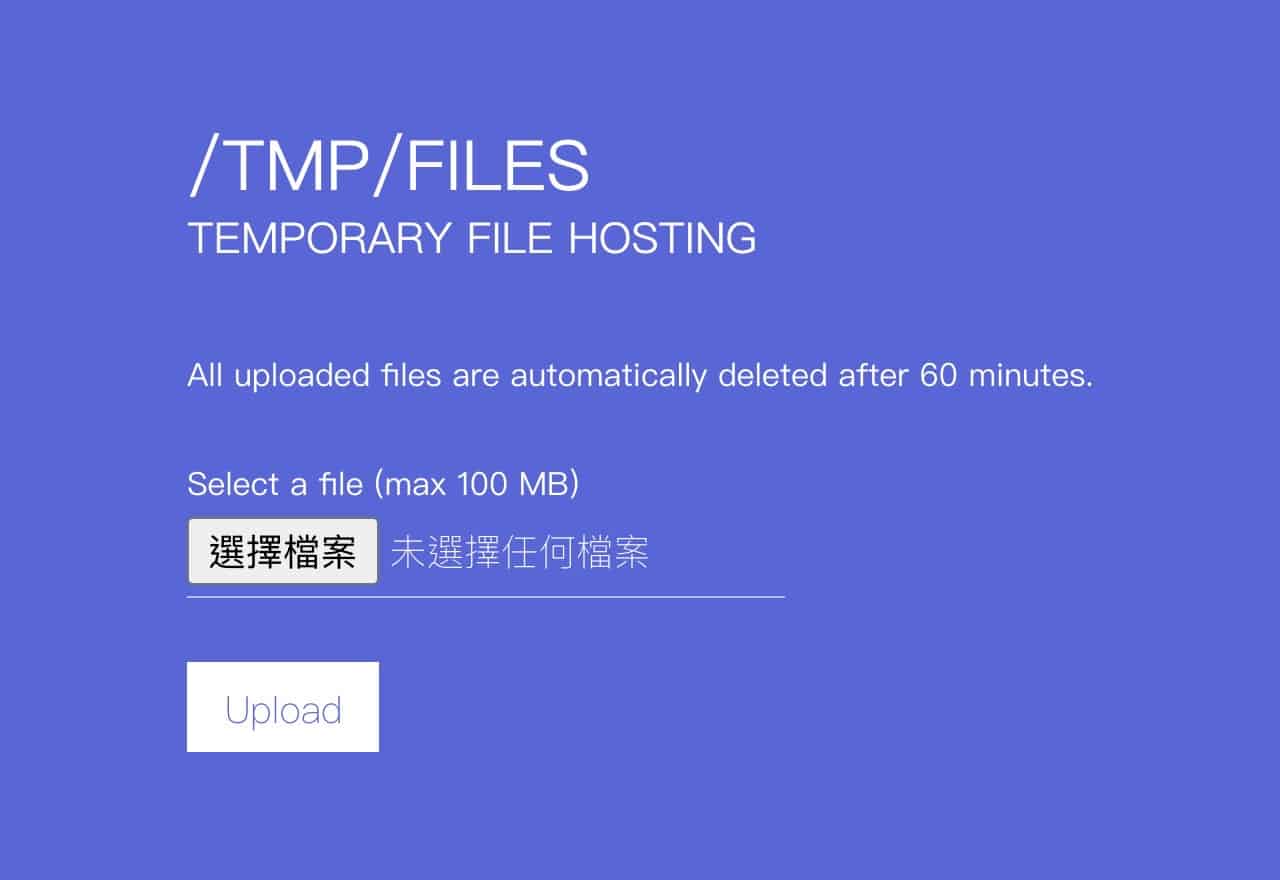 /TMP/FILES
TEMPORARY FILE HOSTING
All uploaded files are automatically deleted after 60 minutes.
Select a file (max 100 MB)
選擇檔案 未選擇任何檔案
Upload